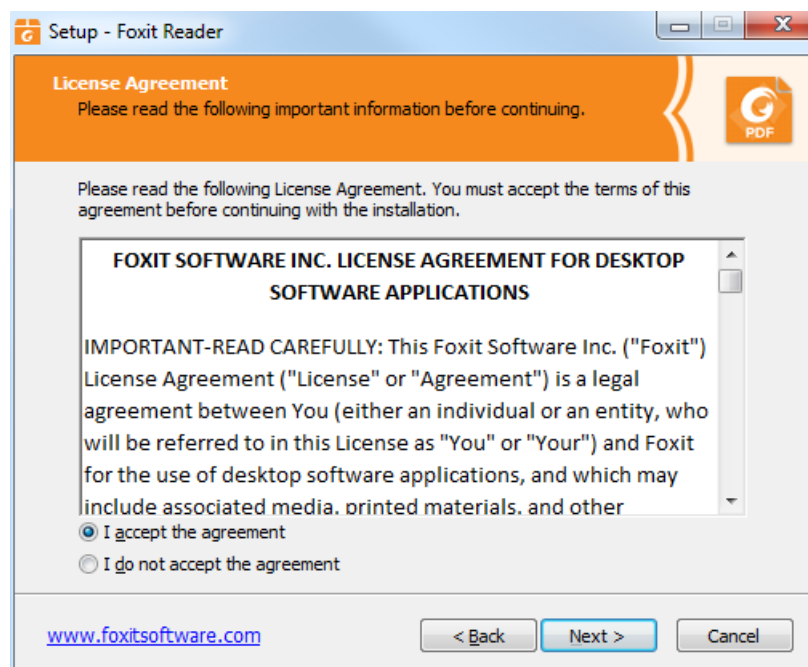 Setup - Foxit Reader
License Agreement
Please read the following important information before continuing.
PDF
Please read the following License Agreement. You must accept the terms of this
agreement before continuing with the installation.
FOXIT SOFTWARE INC. LICENSE AGREEMENT FOR DESKTOP
SOFTWARE APPLICATIONS
IMPORTANT-READ CAREFULLY: This Foxit Software Inc. ("Foxit")
License Agreement ("License" or "Agreement") is a legal
agreement between You (either an individual or an entity, who
will be referred to in this License as "You" or "Your") and Foxit
for the use of desktop software applications, and which may
include associated media, printed materials, and other
I accept the agreement
I do not accept the agreement
www.foxitsoftware.com
< Back
Next >
Cancel